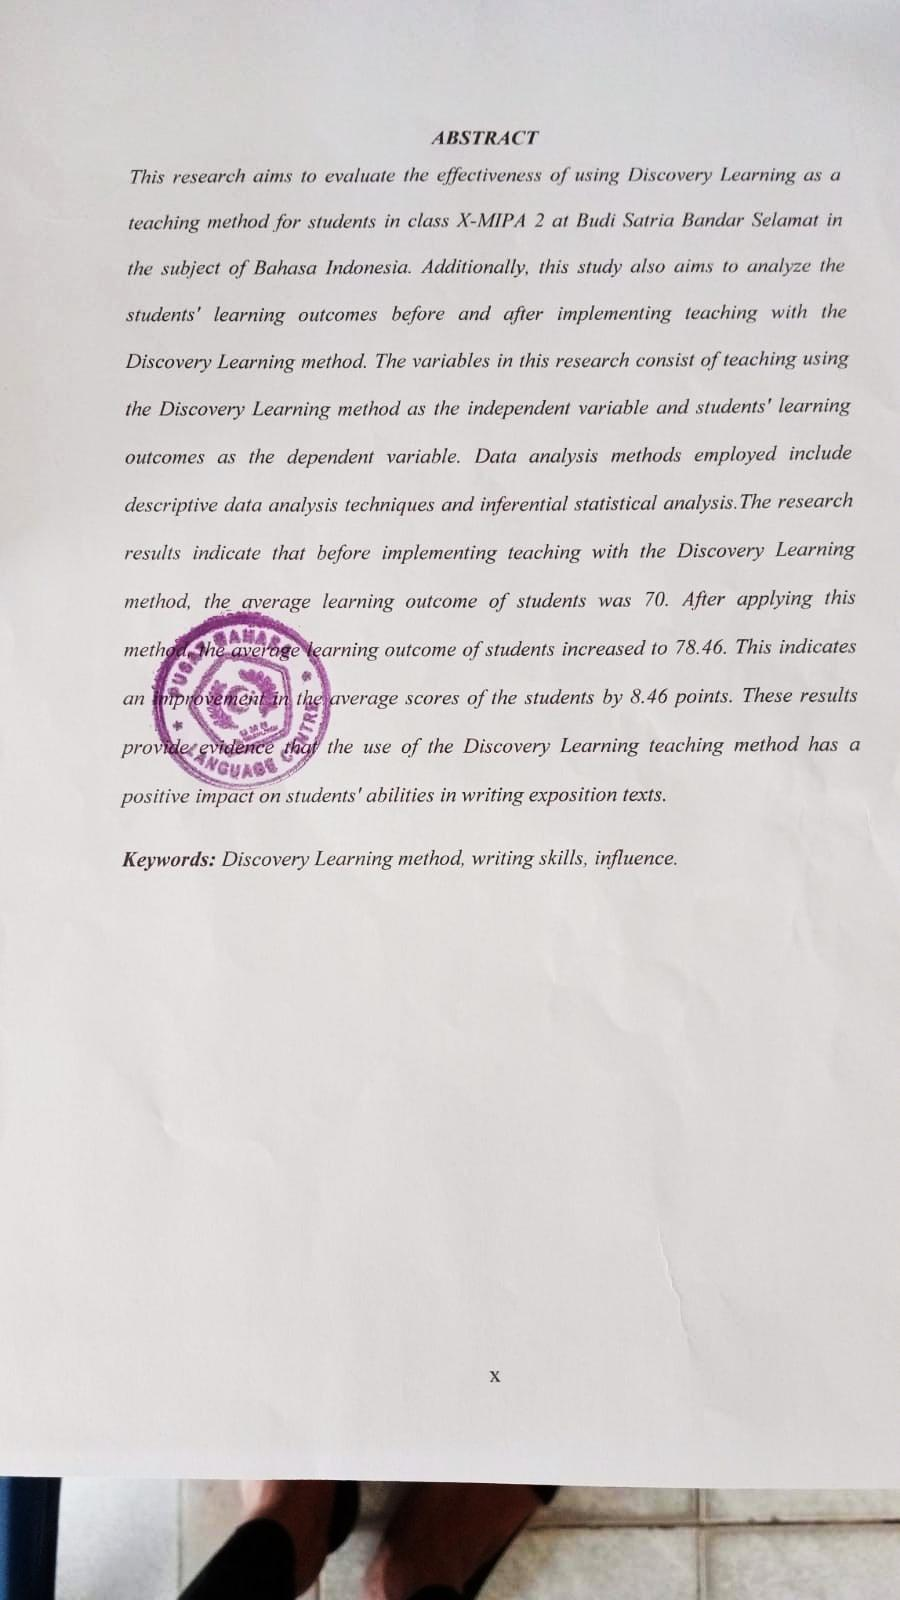 ABSTRACT
This research aims to evaluate the effectiveness of using Discovery Learning as a
teaching method for students in class X-MIPA 2 at Budi Satria Bandar Selamat in
the subject of Bahasa Indonesia. Additionally, this study also aims to analyze the
students' learning outcomes before and after implementing teaching with the
Discovery Learning method. The variables in this research consist of teaching using
the Discovery Learning method as the independent variable and students' learning
outcomes as the dependent variable. Data analysis methods employed include
descriptive data analysis techniques and inferential statistical analysis.The research
results indicate that before implementing teaching with the Discovery Learning
method, the average learning outcome of students was 70. After applying this
method, the average learning outcome of students increased to 78.46. This indicates
an improvement in the average scores of the students by 8.46 points. These results
provide evidence that the use of the Discovery Learning teaching method has a
positive impact on students' abilities in writing exposition texts.
PUSAT BAHASA
LANGUAGE CENTRE
Keywords: Discovery Learning method, writing skills, influence.
x